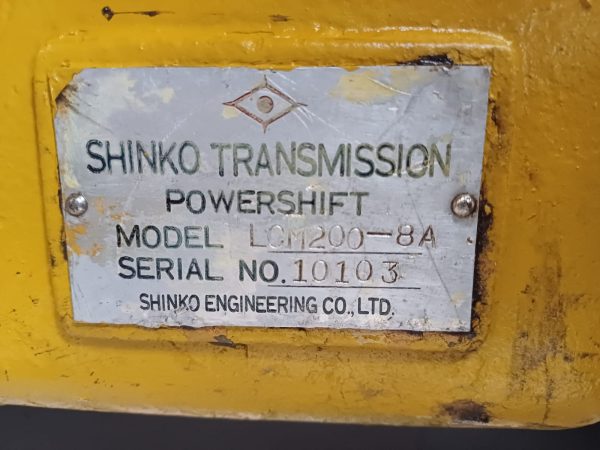 SHINKO TRANSMISSION
POWERSHIFT
MODEL LCM200-8A
SERIAL NO. 10103
SHINKO ENGINEERING CO., LTD.